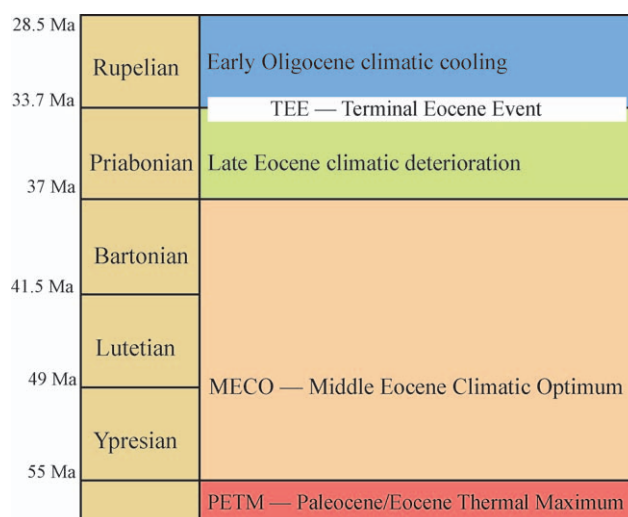 28.5 Ma
Rupelian Early Oligocene climatic cooling
33.7 Ma
TEE — Terminal Eocene Event
Priabonian Late Eocene climatic deterioration
37 Ma
Bartonian
41.5 Ma
Lutetian
49 Ma
MECO — Middle Eocene Climatic Optimum
Ypresian
55 Ma
PETM — Paleocene/Eocene Thermal Maximum